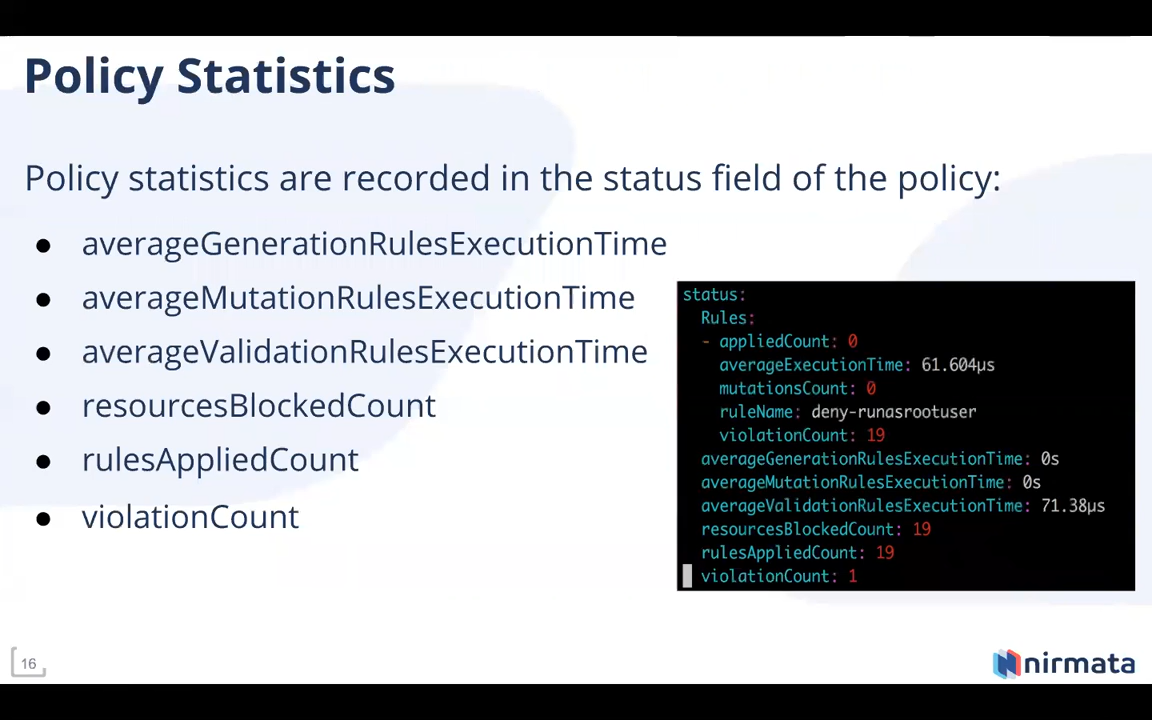 Policy Statistics
Policy statistics are recorded in the status field of the policy:
● averageGenerationRulesExecutionTime
● averageMutationRulesExecutionTime
● averageValidationRulesExecutionTime
● resourcesBlockedCount
● rulesAppliedCount
● violationCount
status:
Rules:
- appliedCount: 0
averageExecutionTime: 61.604µs
mutationsCount: 0
ruleName: deny-runasrootuser
violationCount: 19
averageGenerationRulesExecutionTime: 0s
averageMutationRulesExecutionTime: 0s
averageValidationRulesExecutionTime: 71.38µs
resourcesBlockedCount: 19
rulesAppliedCount: 19
violationCount: 1
16
nirmata